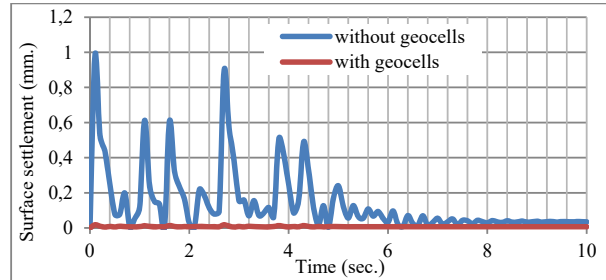 1,2
1
0,8
0,6
0,4
0,2
0
Surface settlement (mm.)
without geocells
with geocells
0 2 4 6 8 10
Time (sec.)